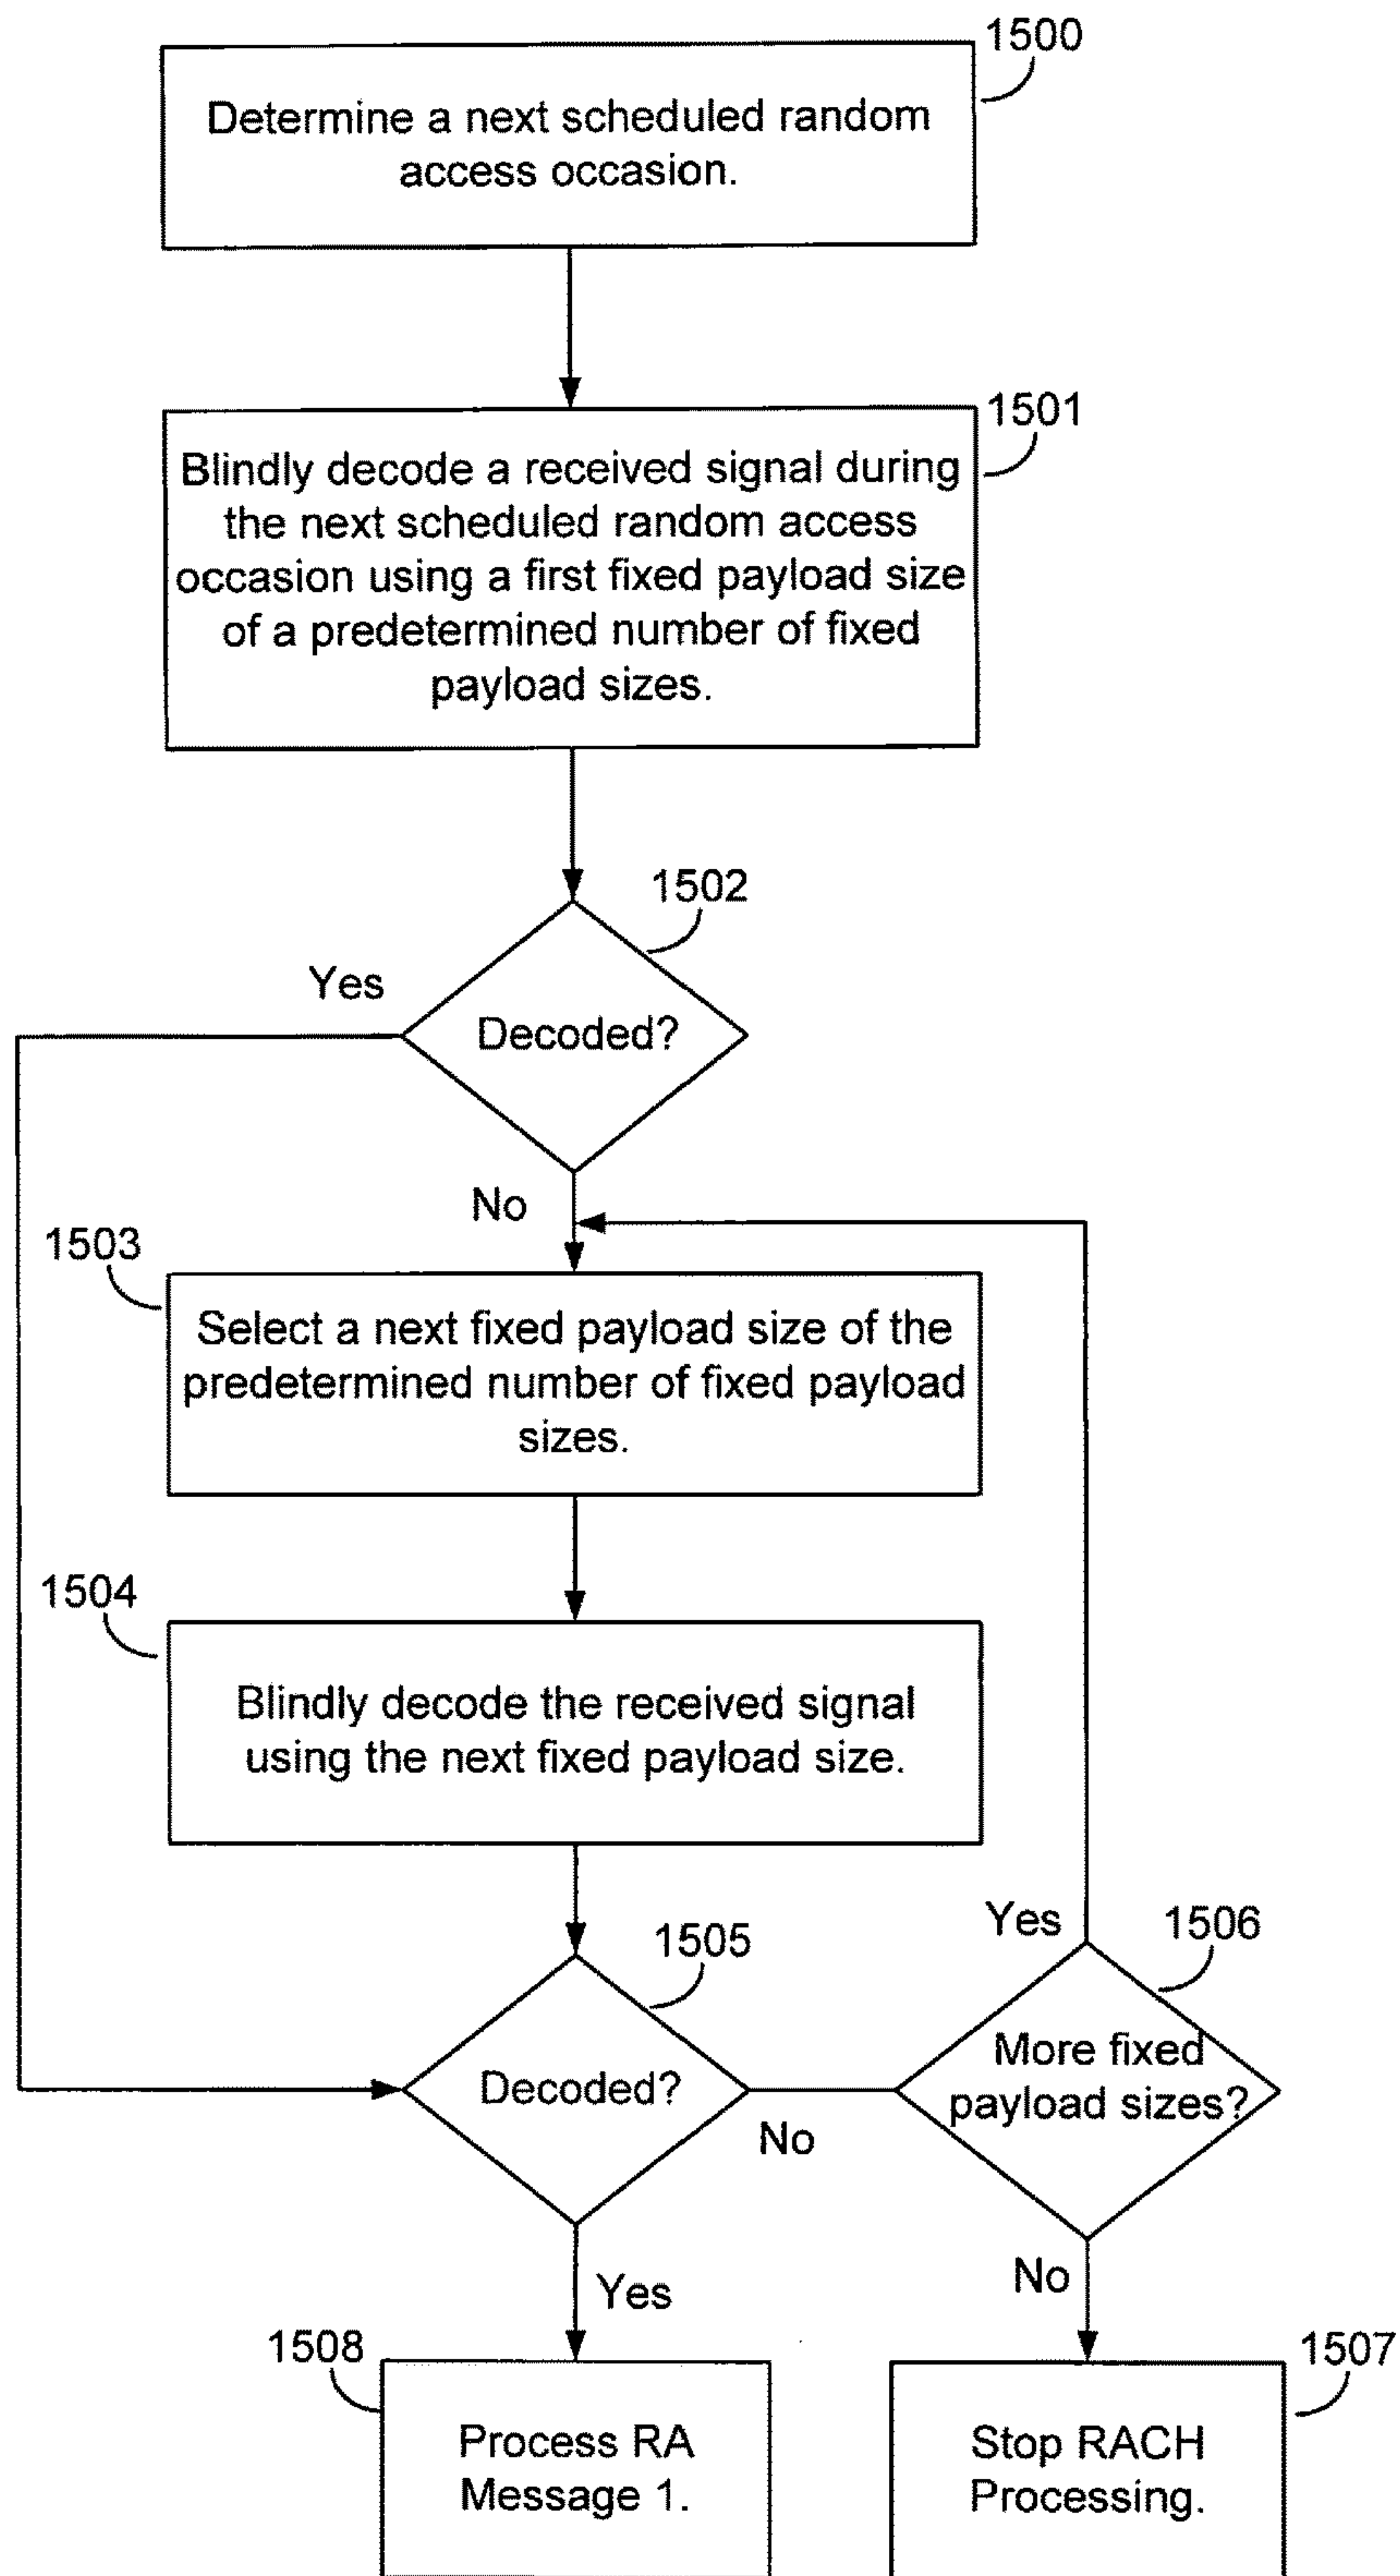 1500
Determine a next scheduled random
access occasion.
1501
Blindly decode a received signal during
the next scheduled random access
occasion using a first fixed payload size
of a predetermined number of fixed
payload sizes.
1502
Yes
Decoded?
No
1503
Select a next fixed payload size of the
predetermined number of fixed payload
sizes.
1504
Blindly decode the received signal
using the next fixed payload size.
1505
Decoded?
No
Yes
1506
More fixed
payload sizes?
Yes
No
1508
Process RA
Message 1.
1507
Stop RACH
Processing.